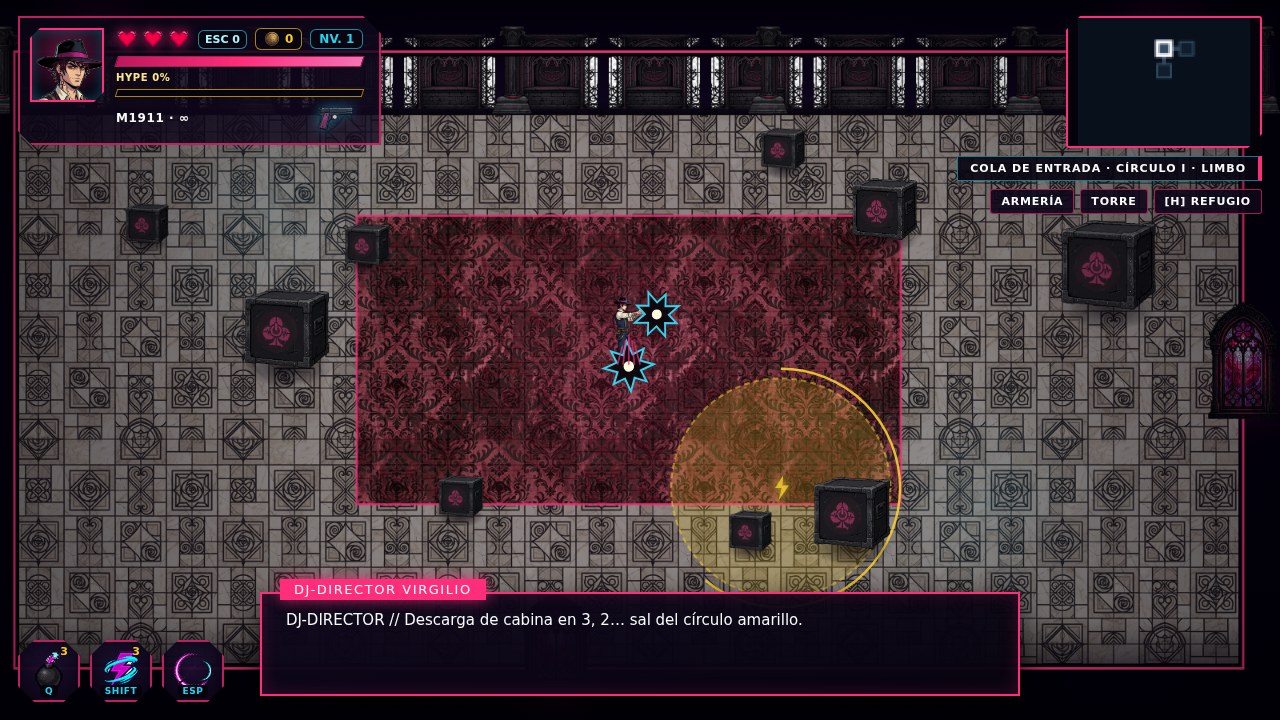 ESC 0
0
NV. 1
HYPE 0%
M1911 · ∞
COLA DE ENTRADA · CÍRCULO I · LIMBO
ARMERÍA
TORRE
[H] REFUGIO
DJ-DIRECTOR VIRGILIO
DJ-DIRECTOR // Descarga de cabina en 3, 2... sal del círculo amarillo.
3
Q
3
SHIFT
ESP